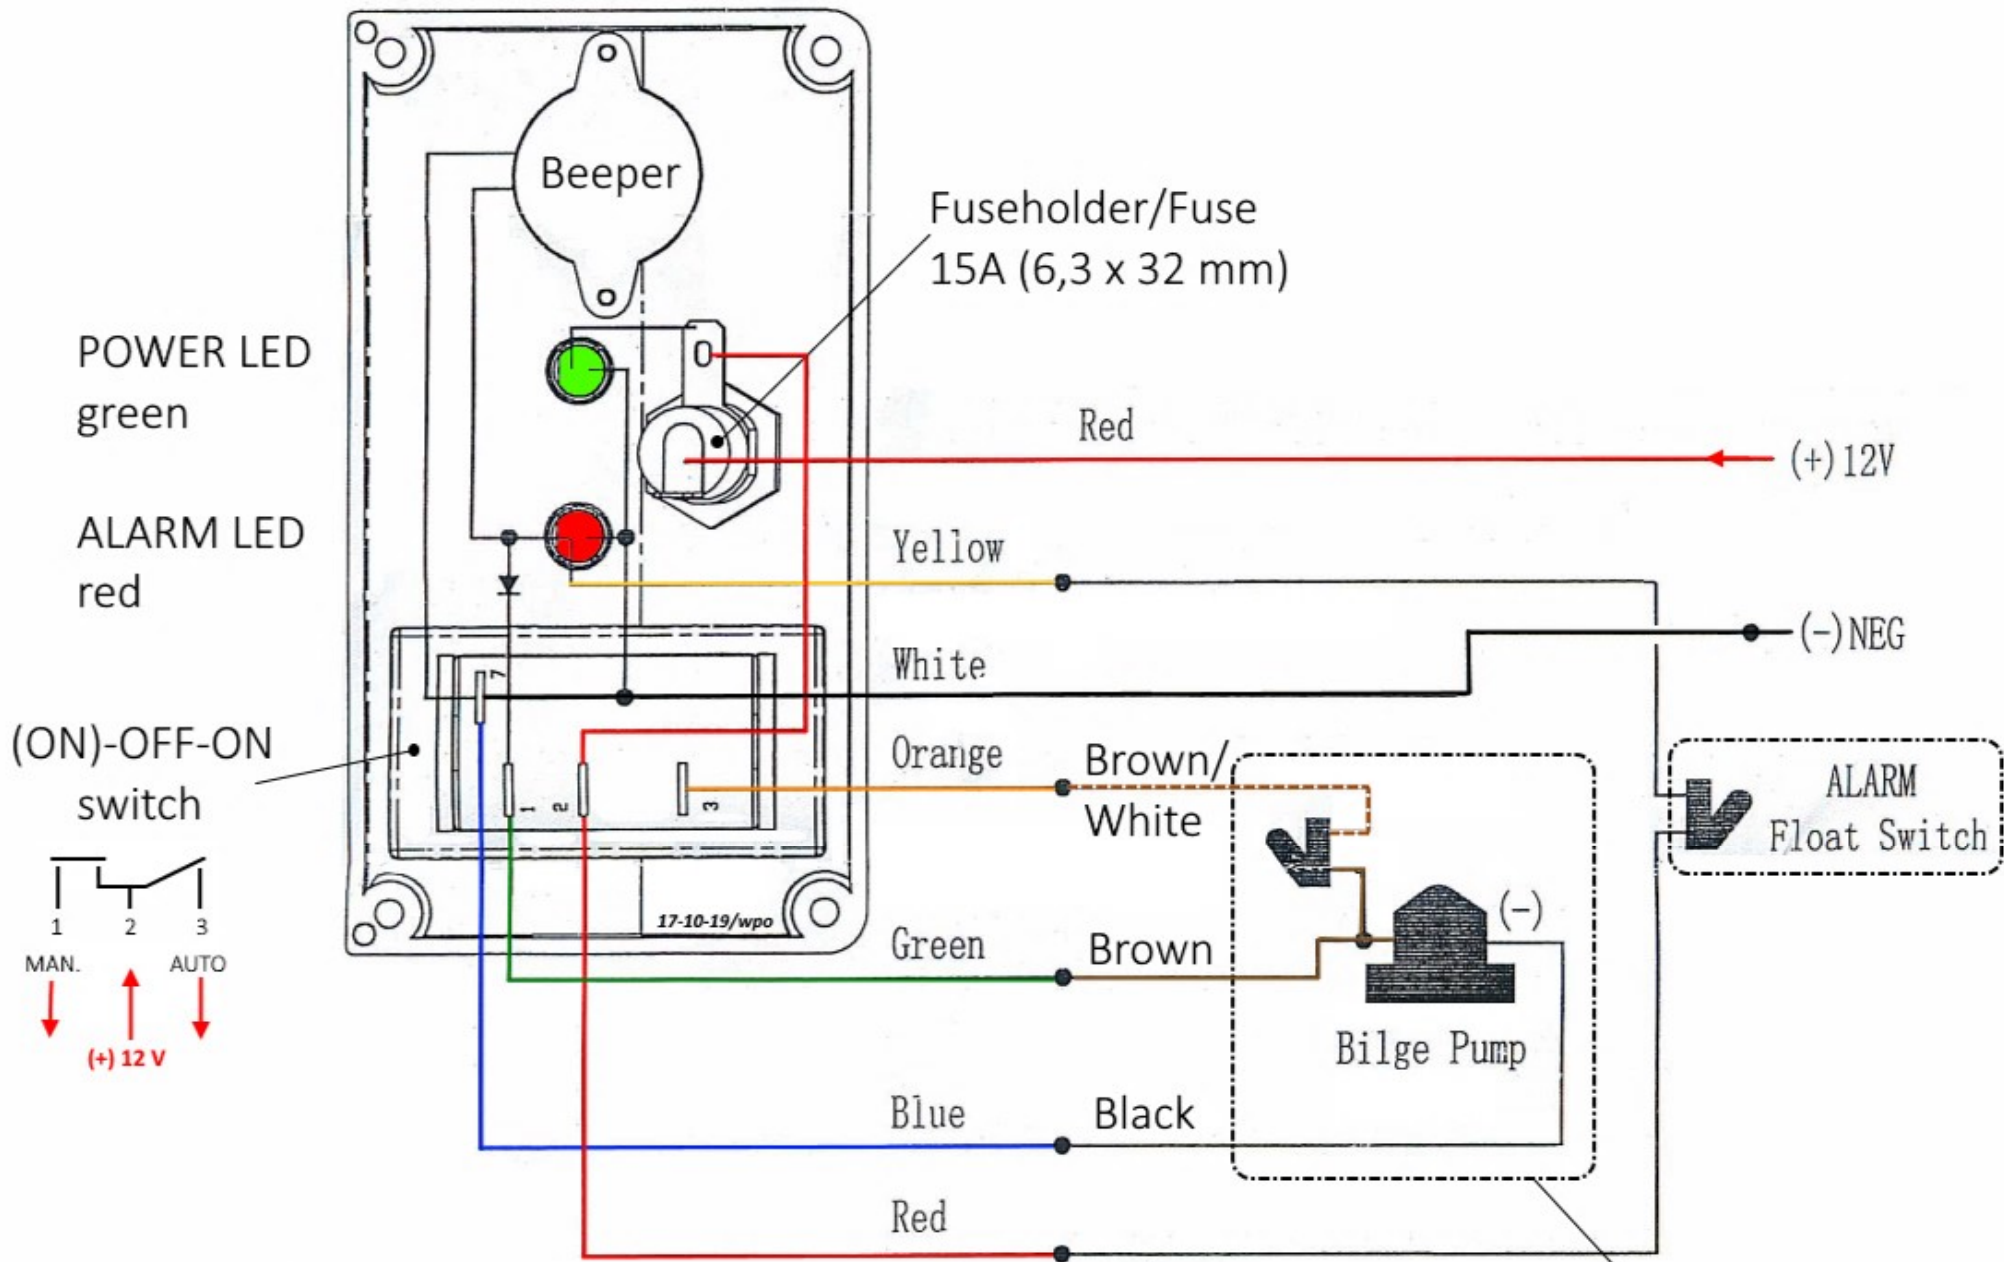 Beeper
Fuseholder/Fuse
15A (6,3 x 32 mm)
POWER LED
green
Red
(+)12V
ALARM LED
red
Yellow
(-)NEG
White
7
(ON)-OFF-ON
switch
Orange
Brown/
White
1
2
3
ALARM
Float Switch
1 2 3
MAN. AUTO
(+) 12 V
17-10-19/wpo
(-)
Green
Brown
Bilge Pump
Blue
Black
Red